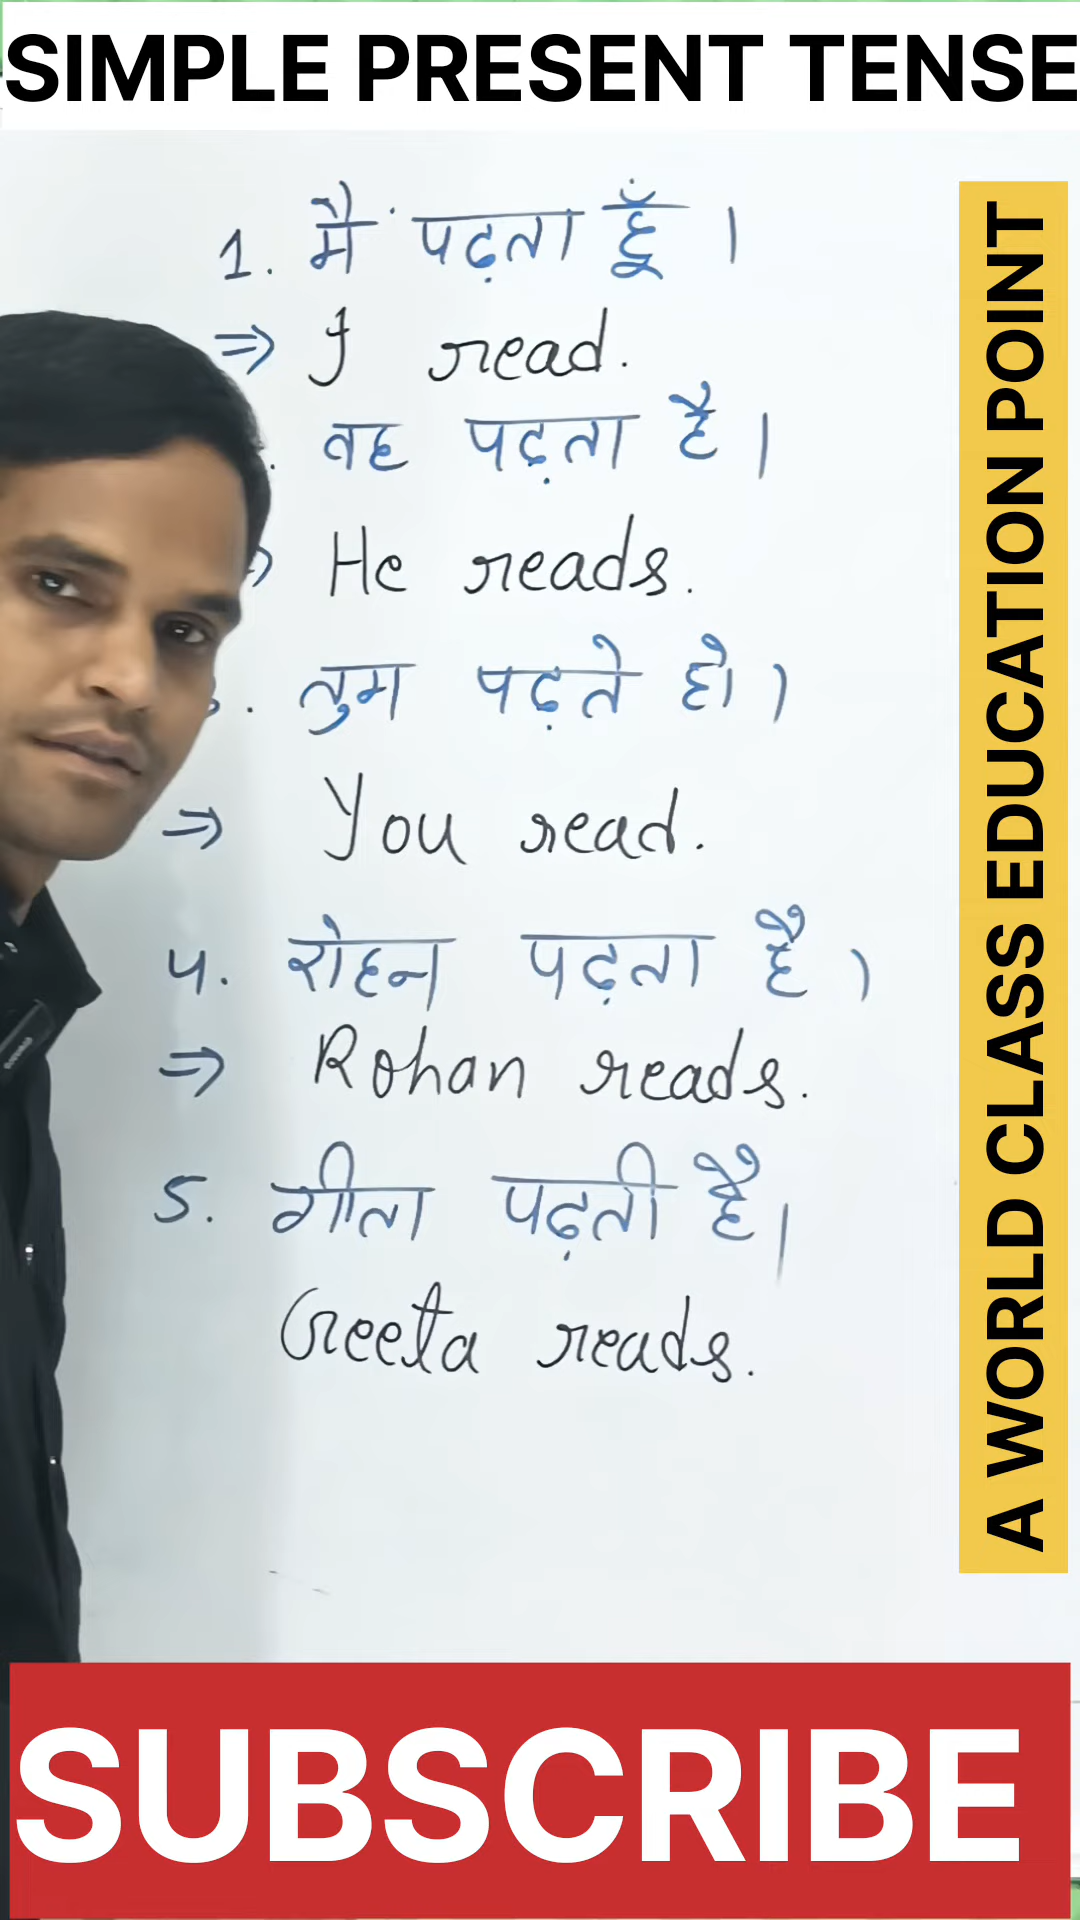 SIMPLE PRESENT TENSE
1. मैं पढ़ता हूँ ।
⇒ I read.
. वह पढ़ता है ।
He reads.
. तुम पढ़ते हो ।
⇒ You read.
4. रोहन पढ़ता है ।
⇒ Rohan reads.
5. गीता पढ़ती है ।
Geeta reads.
A WORLD CLASS EDUCATION POINT
SUBSCRIBE